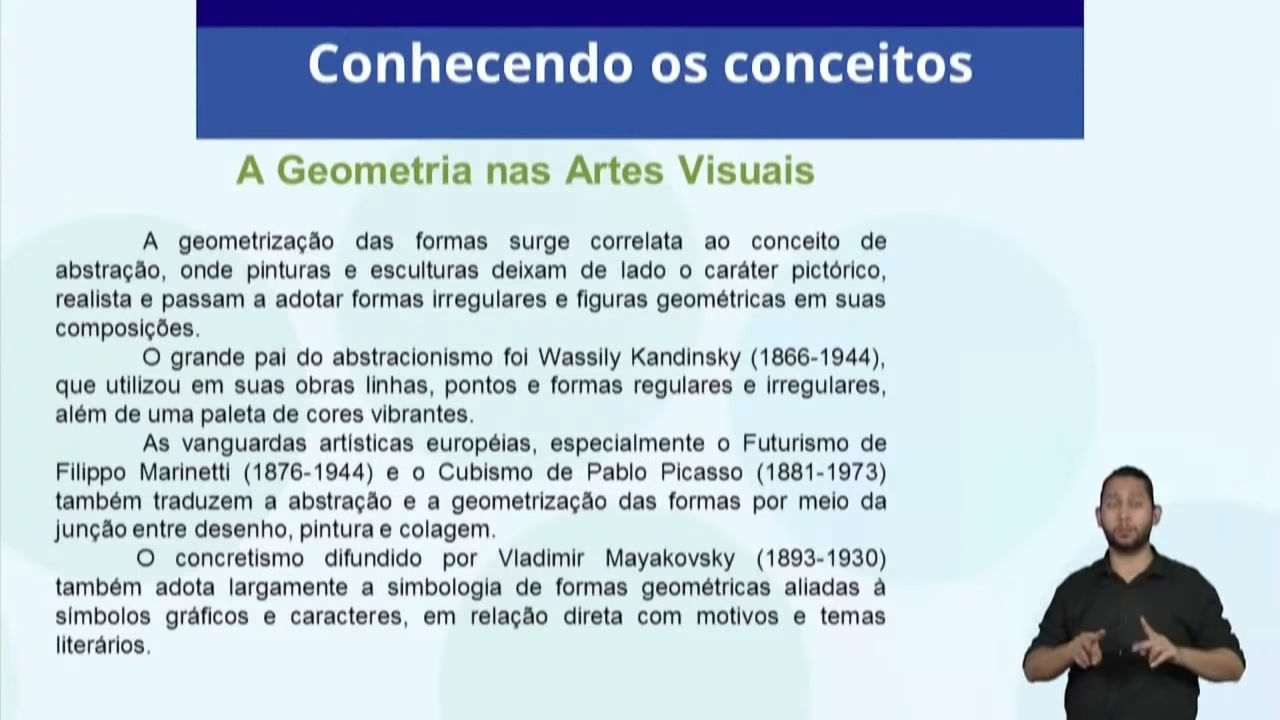 Conhecendo os conceitos
A Geometria nas Artes Visuais
A geometrização das formas surge correlata ao conceito de
abstração, onde pinturas e esculturas deixam de lado o caráter pictórico,
realista e passam a adotar formas irregulares e figuras geométricas em suas
composições.
O grande pai do abstracionismo foi Wassily Kandinsky (1866-1944),
que utilizou em suas obras linhas, pontos e formas regulares e irregulares,
além de uma paleta de cores vibrantes.
As vanguardas artísticas européias, especialmente o Futurismo de
Filippo Marinetti (1876-1944) e o Cubismo de Pablo Picasso (1881-1973)
também traduzem a abstração e a geometrização das formas por meio da
junção entre desenho, pintura e colagem.
O concretismo difundido por Vladimir Mayakovsky (1893-1930)
também adota largamente a simbologia de formas geométricas aliadas à
símbolos gráficos e caracteres, em relação direta com motivos e temas
literários.